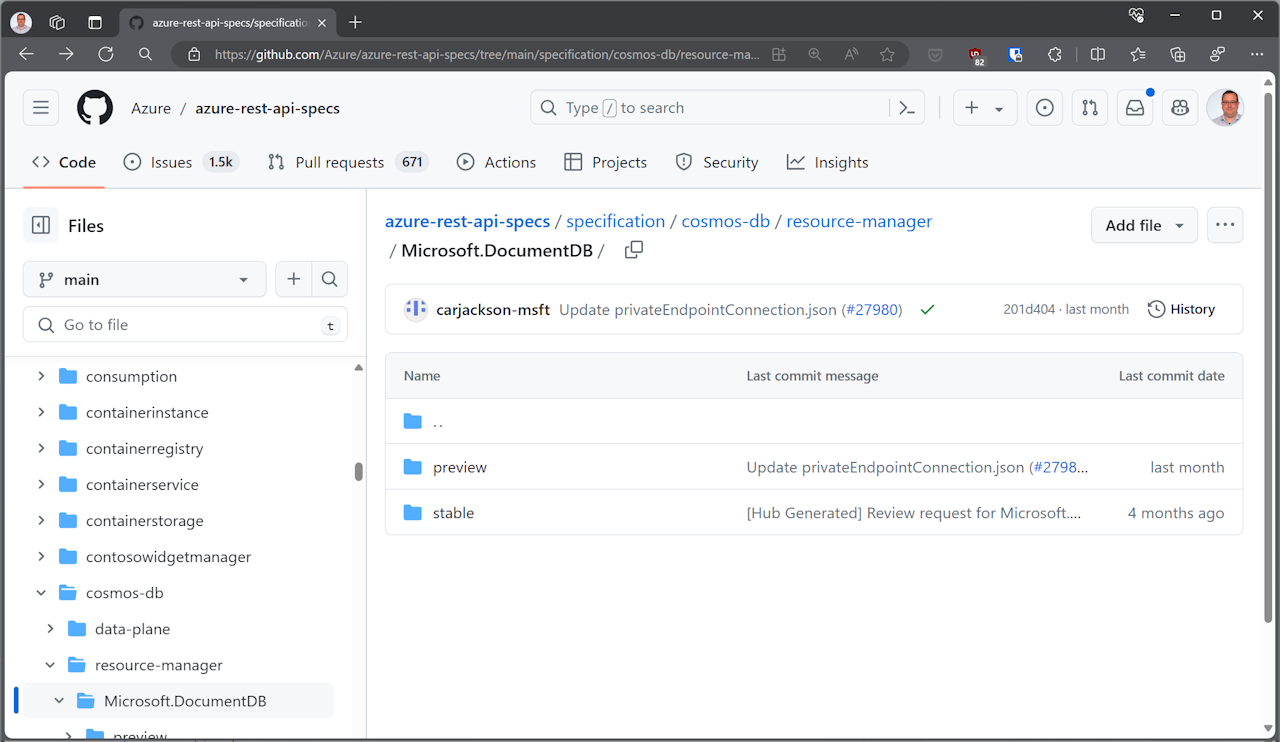 azure-rest-api-specs/specificatio
https://github.com/Azure/azure-rest-api-specs/tree/main/specification/cosmos-db/resource-ma...
82
Azure / azure-rest-api-specs
Type / to search
Code
Issues 1.5k
Pull requests 671
Actions
Projects
Security
Insights
Files
main
Go to file
t
consumption
containerinstance
containerregistry
containerservice
containerstorage
contosowidgetmanager
cosmos-db
data-plane
resource-manager
Microsoft.DocumentDB
preview
azure-rest-api-specs / specification / cosmos-db / resource-manager
/ Microsoft.DocumentDB /
Add file
carjackson-msft Update privateEndpointConnection.json (#27980)
201d404 · last month
History
Name Last commit message Last commit date
..
preview Update privateEndpointConnection.json (#2798... last month
stable [Hub Generated] Review request for Microsoft.... 4 months ago